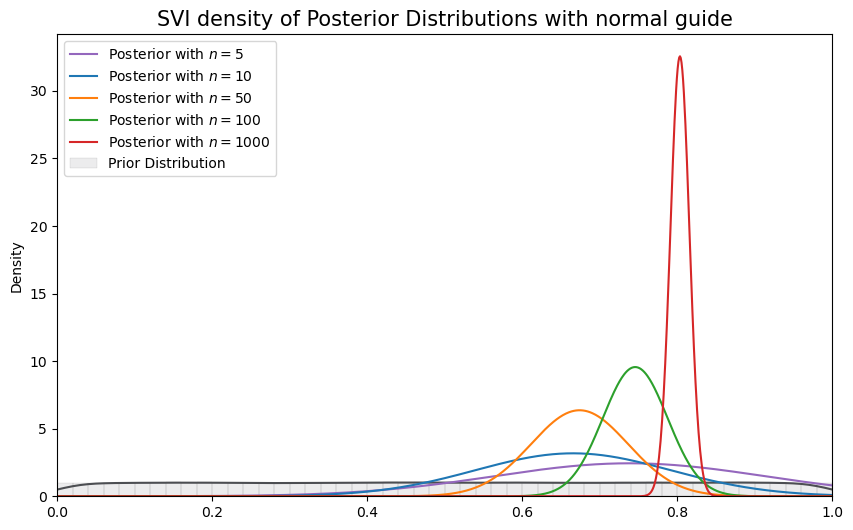 SVI density of Posterior Distributions with normal guide
Posterior with n = 5
Posterior with n = 10
Posterior with n = 50
Posterior with n = 100
Posterior with n = 1000
Prior Distribution
Density
30
25
20
15
10
5
0
0.0 0.2 0.4 0.6 0.8 1.0